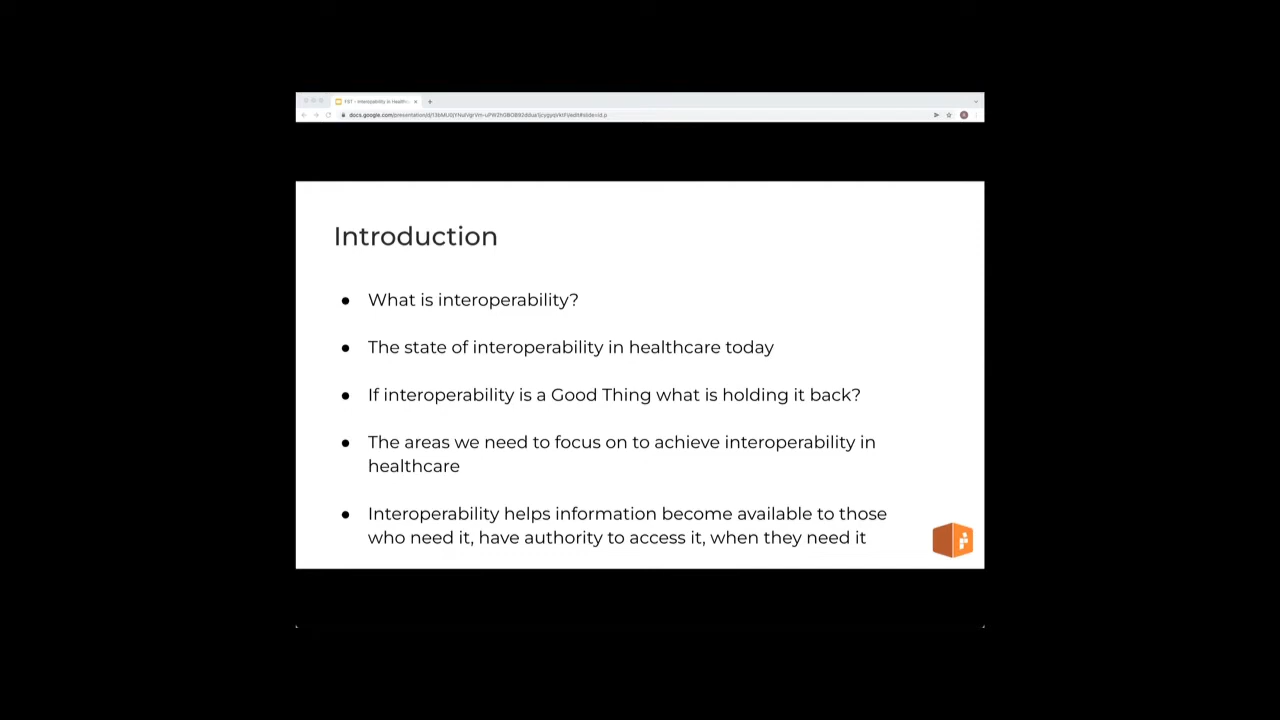 Introduction
● What is interoperability?
● The state of interoperability in healthcare today
● If interoperability is a Good Thing what is holding it back?
● The areas we need to focus on to achieve interoperability in
healthcare
● Interoperability helps information become available to those
who need it, have authority to access it, when they need it